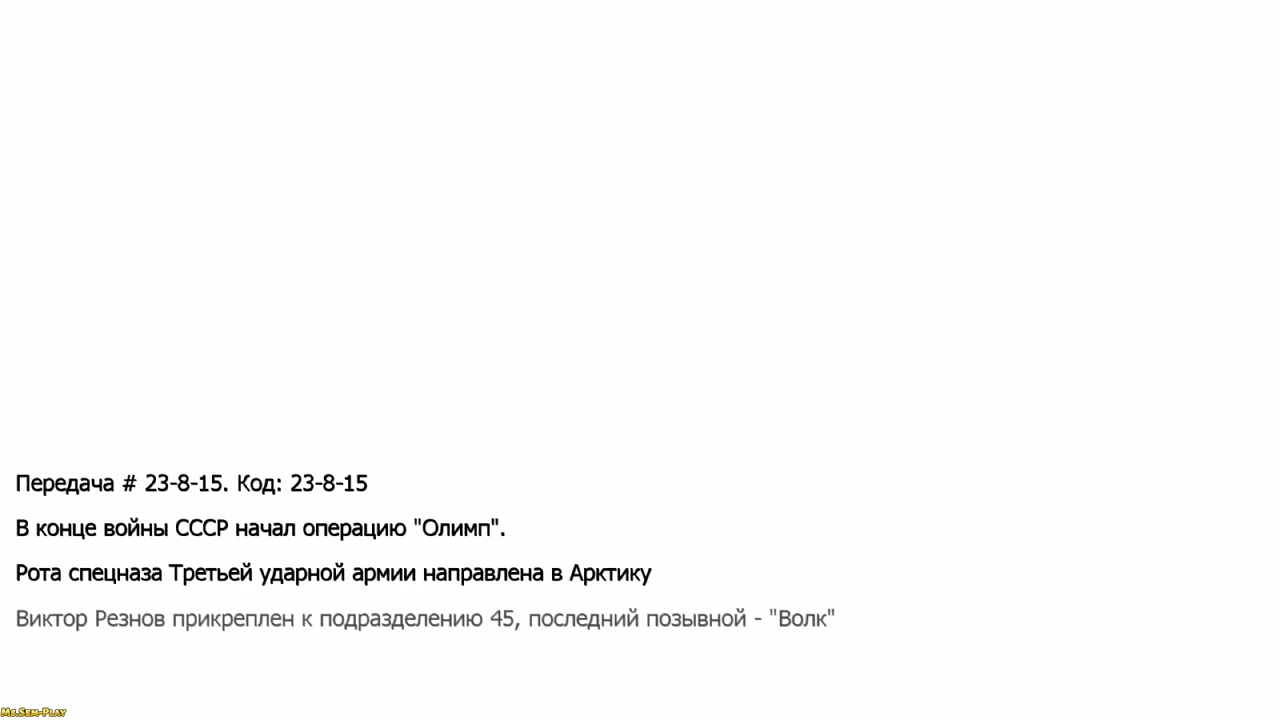 Передача # 23-8-15. Код: 23-8-15
В конце войны СССР начал операцию "Олимп".
Рота спецназа Третьей ударной армии направлена в Арктику
Виктор Резнов прикреплен к подразделению 45, последний позывной - "Волк"
Ms.Sem-Play